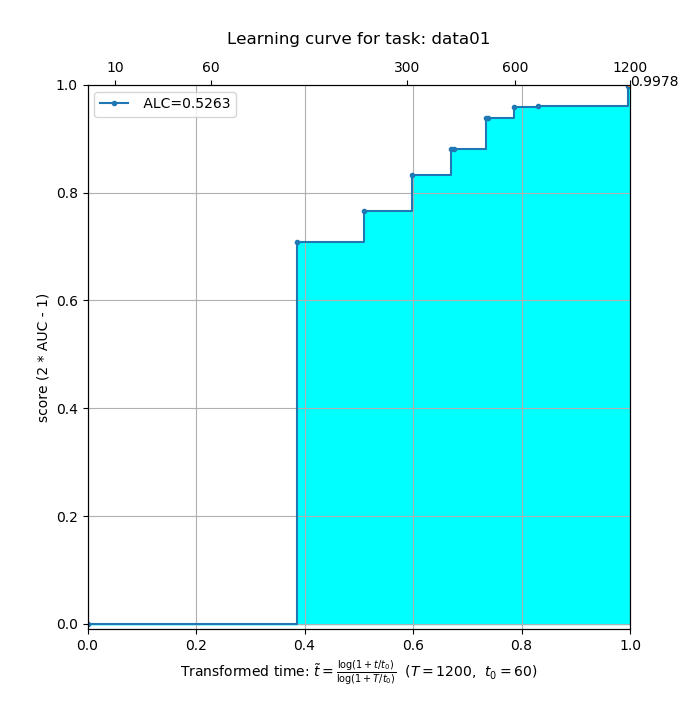 Learning curve for task: data01
10 60 300 600 1200
0.9978
ALC=0.5263
1.0
0.8
0.6
0.4
0.2
0.0
score (2 * AUC - 1)
0.0 0.2 0.4 0.6 0.8 1.0
Transformed time: t̃ = log(1 + t/t₀) / log(1 + T/t₀) (T = 1200, t₀ = 60)